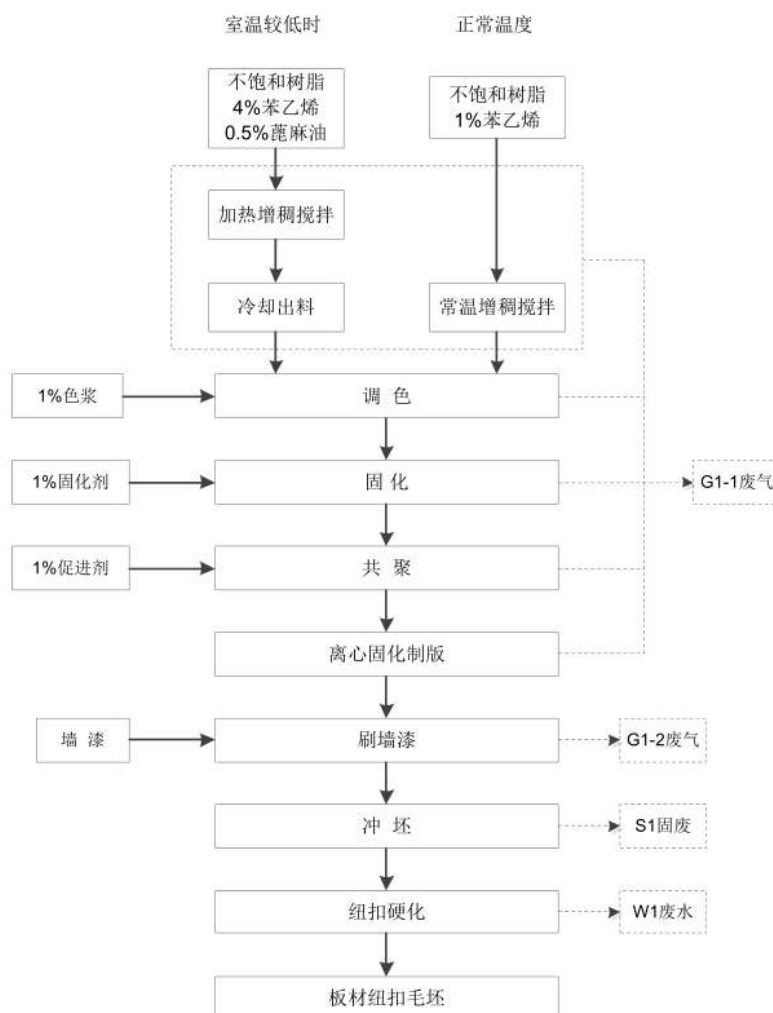 室温较低时
正常温度
不饱和树脂
4%苯乙烯
0.5%蓖麻油
不饱和树脂
1%苯乙烯
加热增稠搅拌
冷却出料
常温增稠搅拌
1%色浆
调 色
1%固化剂
固 化
G1-1废气
1%促进剂
共 聚
离心固化制版
墙 漆
刷墙漆
G1-2废气
冲 坯
S1固废
纽扣硬化
W1废水
板材纽扣毛坯